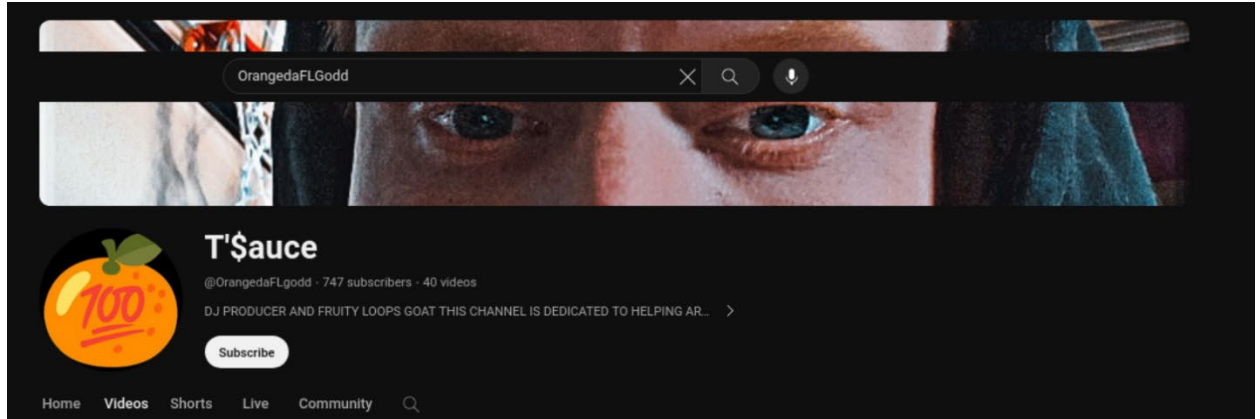 OrangedaFLGodd
T'$auce
@OrangedaFLgodd · 747 subscribers · 40 videos
DJ PRODUCER AND FRUITY LOOPS GOAT THIS CHANNEL IS DEDICATED TO HELPING AR...
100
Subscribe
Home Videos Shorts Live Community